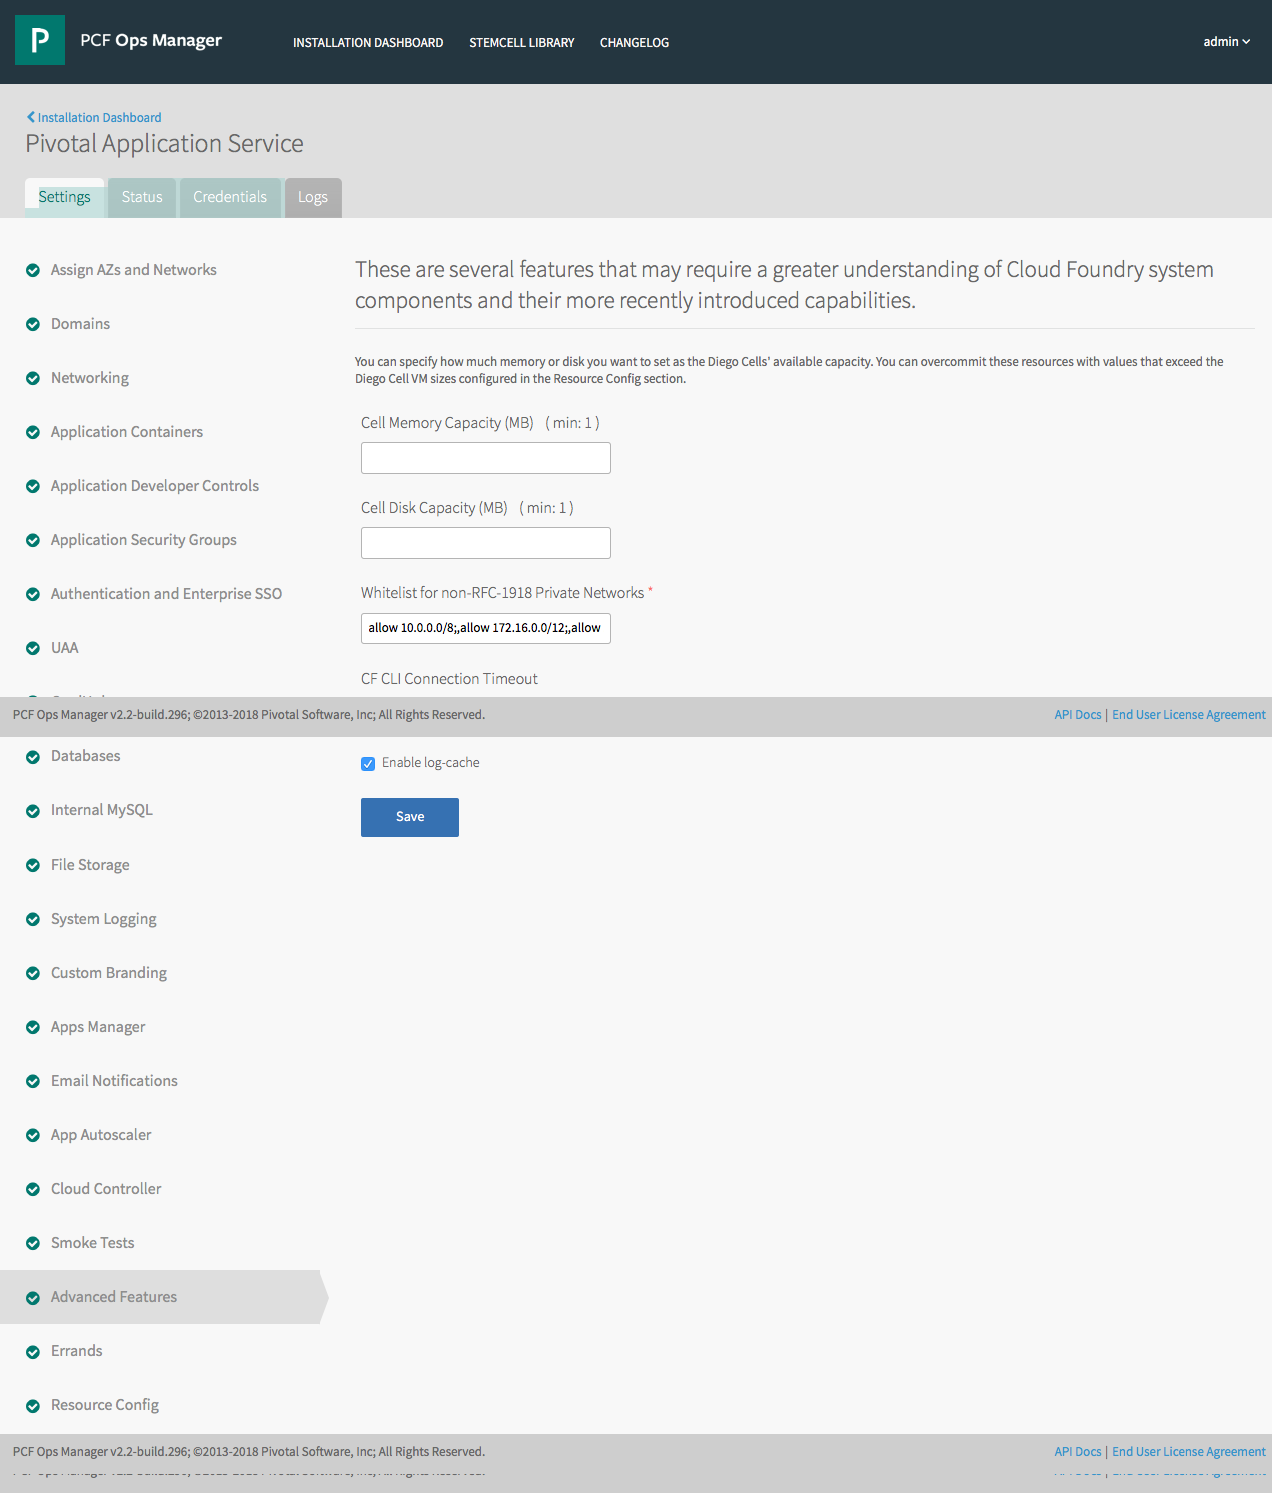 P PCF Ops Manager INSTALLATION DASHBOARD STEMCELL LIBRARY CHANGELOG admin
Installation Dashboard
Pivotal Application Service
Settings Status Credentials Logs
Assign AZs and Networks
Domains
Networking
Application Containers
Application Developer Controls
Application Security Groups
Authentication and Enterprise SSO
UAA
These are several features that may require a greater understanding of Cloud Foundry system
components and their more recently introduced capabilities.
You can specify how much memory or disk you want to set as the Diego Cells' available capacity. You can overcommit these resources with values that exceed the
Diego Cell VM sizes configured in the Resource Config section.
Cell Memory Capacity (MB) ( min: 1 )
Cell Disk Capacity (MB) ( min: 1 )
Whitelist for non-RFC-1918 Private Networks *
allow 10.0.0.0/8;,allow 172.16.0.0/12;,allow
CF CLI Connection Timeout
PCF Ops Manager v2.2-build.296; ©2013-2018 Pivotal Software, Inc; All Rights Reserved. API Docs | End User License Agreement
Databases
Internal MySQL
File Storage
System Logging
Custom Branding
Apps Manager
Email Notifications
App Autoscaler
Cloud Controller
Smoke Tests
Advanced Features
Errands
Resource Config
Enable log-cache
Save
PCF Ops Manager v2.2-build.296; ©2013-2018 Pivotal Software, Inc; All Rights Reserved. API Docs | End User License Agreement